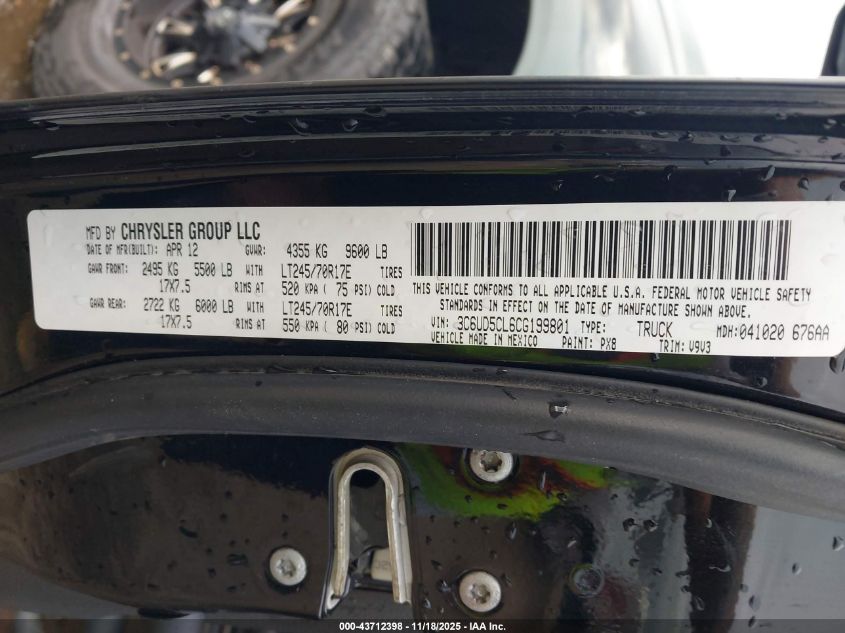 MFD BY CHRYSLER GROUP LLC
DATE OF MFR(BUILT): APR 12 GVWR: 4355 KG 9600 LB
GAWR FRONT: 2495 KG 5500 LB WITH LT245/70R17E TIRES
17X7.5 RIMS AT 520 KPA ( 75 PSI) COLD
GAWR REAR: 2722 KG 6000 LB WITH LT245/70R17E TIRES
17X7.5 RIMS AT 550 KPA ( 80 PSI) COLD
THIS VEHICLE CONFORMS TO ALL APPLICABLE U.S.A. FEDERAL MOTOR VEHICLE SAFETY
STANDARDS IN EFFECT ON THE DATE OF MANUFACTURE SHOWN ABOVE.
VIN: 3C6UD5CL6CG199801 TYPE: TRUCK MDH: 041020 676AA
VEHICLE MADE IN MEXICO PAINT: PX8 TRIM: V9V3
000-43712398 - 11/18/2025 - IAA Inc.